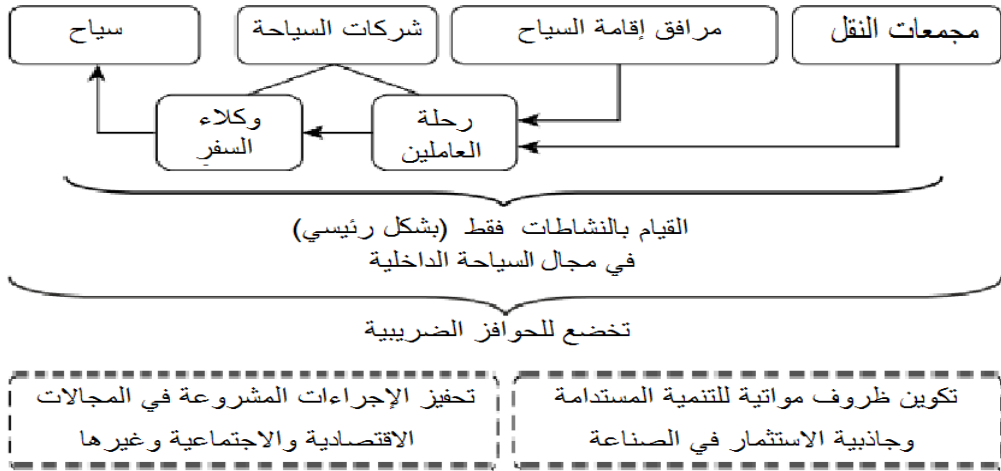 مجمعات النقل
مرافق إقامة السياح
شركات السياحة
سياح
رحلة
العاملين
وكلاء
السفر
القيام بالنشاطات فقط (بشكل رئيسي)
في مجال السياحة الداخلية
تخضع للحوافز الضريبية
تكوين ظروف مواتية للتنمية المستدامة
وجاذبية الاستثمار في الصناعة
تحفيز الإجراءات المشروعة في المجالات
الاقتصادية والاجتماعية وغيرها